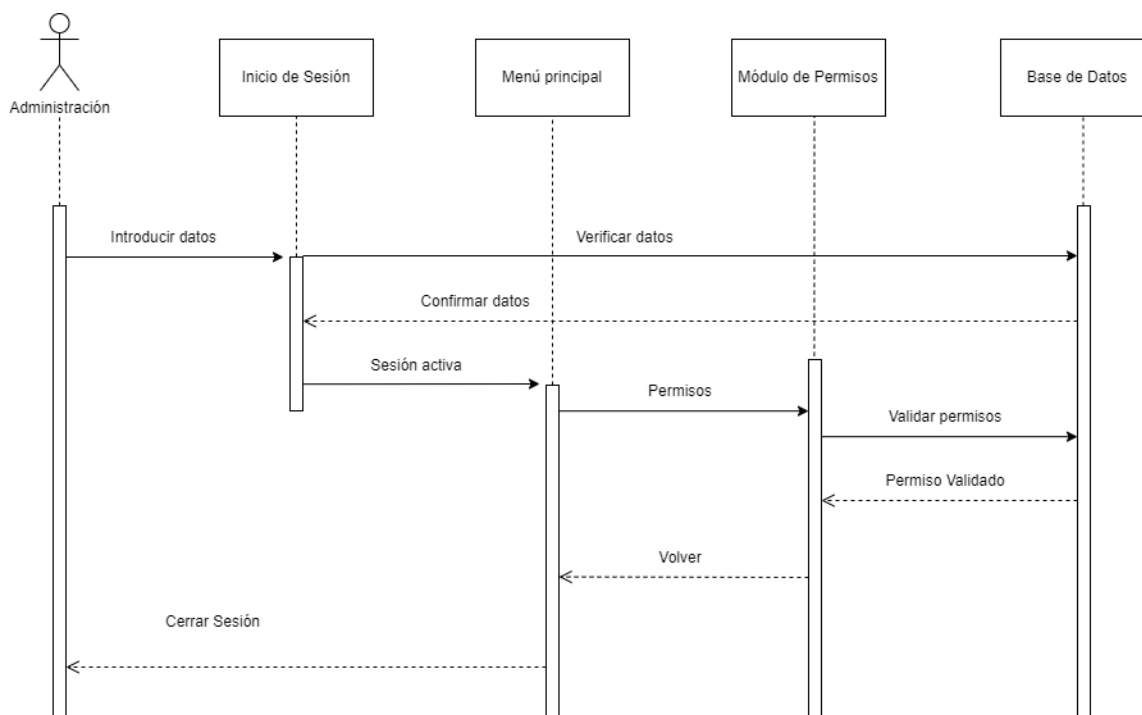 Administración
Inicio de Sesión
Menú principal
Módulo de Permisos
Base de Datos
Introducir datos
Verificar datos
Confirmar datos
Sesión activa
Permisos
Validar permisos
Permiso Validado
Volver
Cerrar Sesión